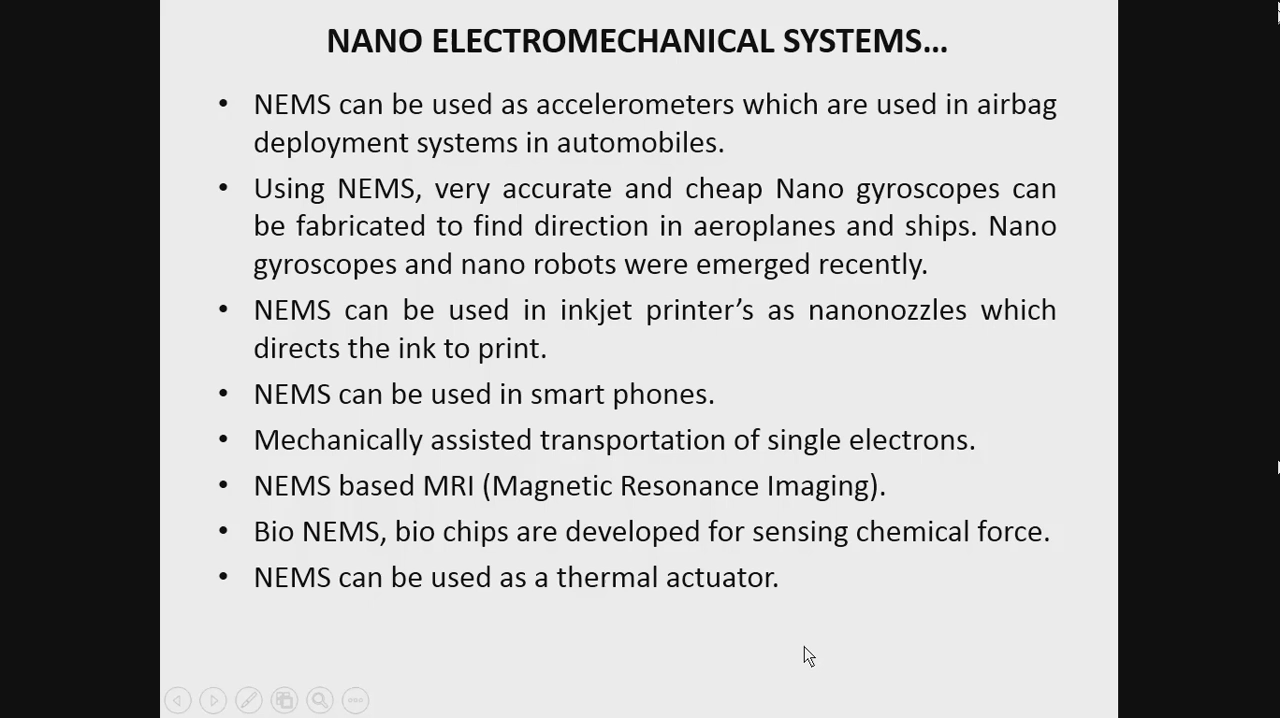 NANO ELECTROMECHANICAL SYSTEMS...
• NEMS can be used as accelerometers which are used in airbag
deployment systems in automobiles.
• Using NEMS, very accurate and cheap Nano gyroscopes can
be fabricated to find direction in aeroplanes and ships. Nano
gyroscopes and nano robots were emerged recently.
• NEMS can be used in inkjet printer’s as nanonozzles which
directs the ink to print.
• NEMS can be used in smart phones.
• Mechanically assisted transportation of single electrons.
• NEMS based MRI (Magnetic Resonance Imaging).
• Bio NEMS, bio chips are developed for sensing chemical force.
• NEMS can be used as a thermal actuator.